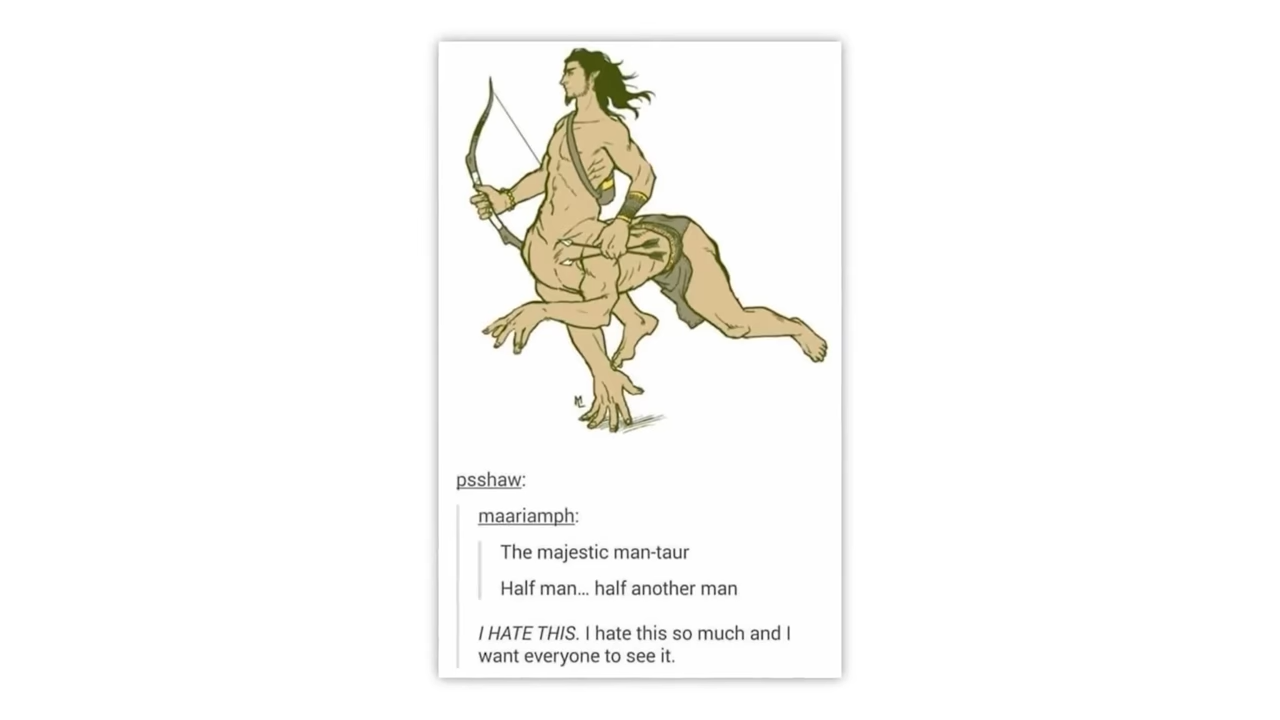 psshaw:
maariamph:
The majestic man-taur
Half man... half another man
I HATE THIS. I hate this so much and I
want everyone to see it.